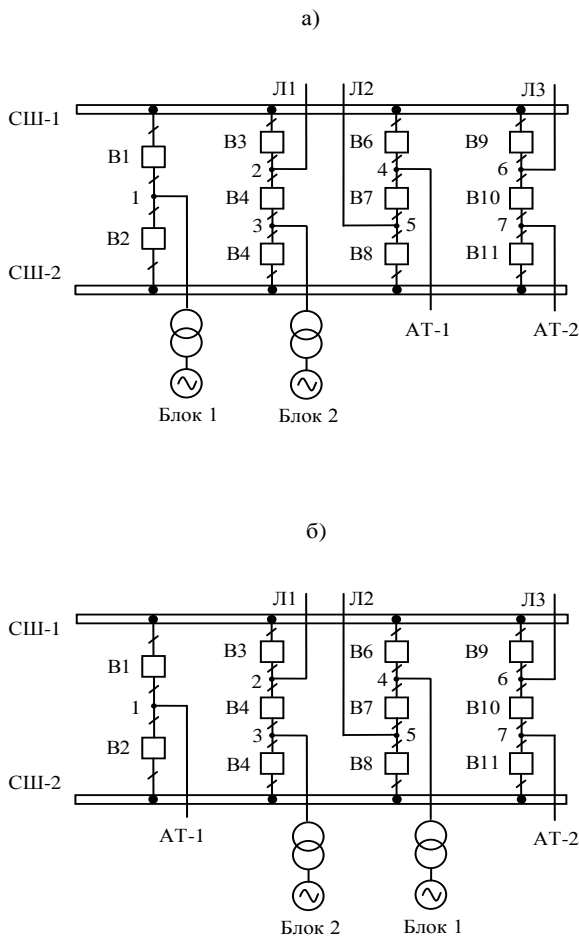 а)
Л1 Л2 Л3
СШ-1
В3 В6 В9
В1
2 4 6
1 В4 В7 В10
3 5 7
В2
В4 В8 В11
СШ-2
АТ-1 АТ-2
Блок 1 Блок 2
б)
Л1 Л2 Л3
СШ-1
В3 В6 В9
В1
2 4 6
1 В4 В7 В10
3 5 7
В2
В4 В8 В11
СШ-2
АТ-1 АТ-2
Блок 2 Блок 1